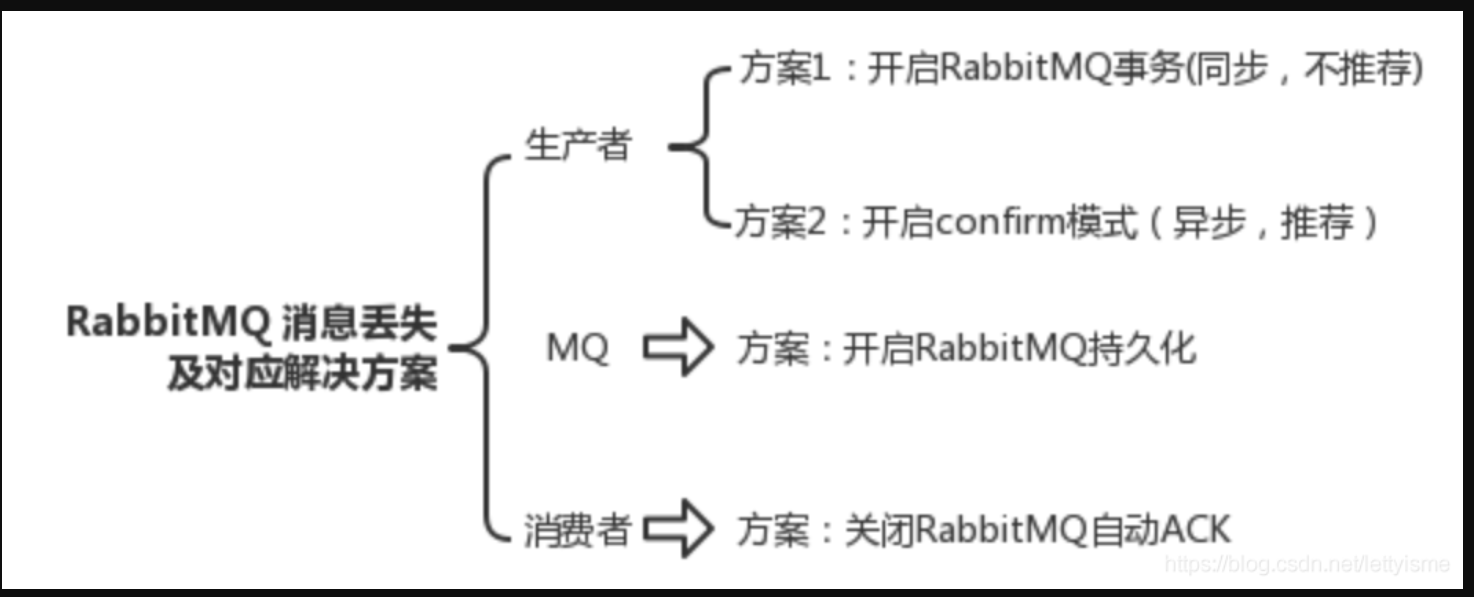 RabbitMQ 消息丢失
及对应解决方案
生产者
方案1：开启RabbitMQ事务(同步，不推荐)
方案2：开启confirm模式（异步，推荐）
MQ
方案：开启RabbitMQ持久化
消费者
方案：关闭RabbitMQ自动ACK
https://blog.csdn.net/lettyisme